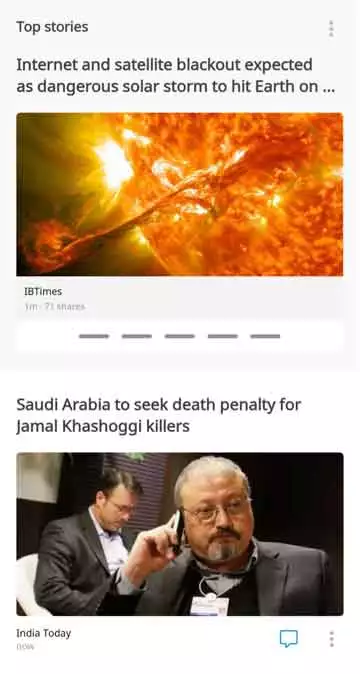 Top stories
Internet and satellite blackout expected
as dangerous solar storm to hit Earth on ...
IBTimes
1m · 71 shares
Saudi Arabia to seek death penalty for
Jamal Khashoggi killers
India Today
now